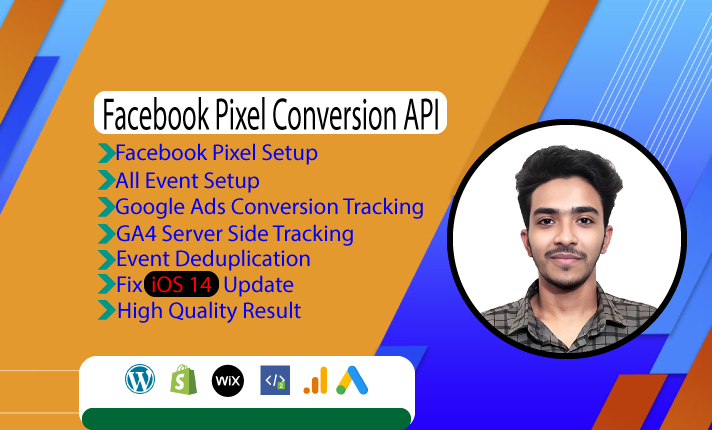 Facebook Pixel Conversion API
Facebook Pixel Setup
All Event Setup
Google Ads Conversion Tracking
GA4 Server Side Tracking
Event Deduplication
Fix iOS 14 Update
High Quality Result
WiX